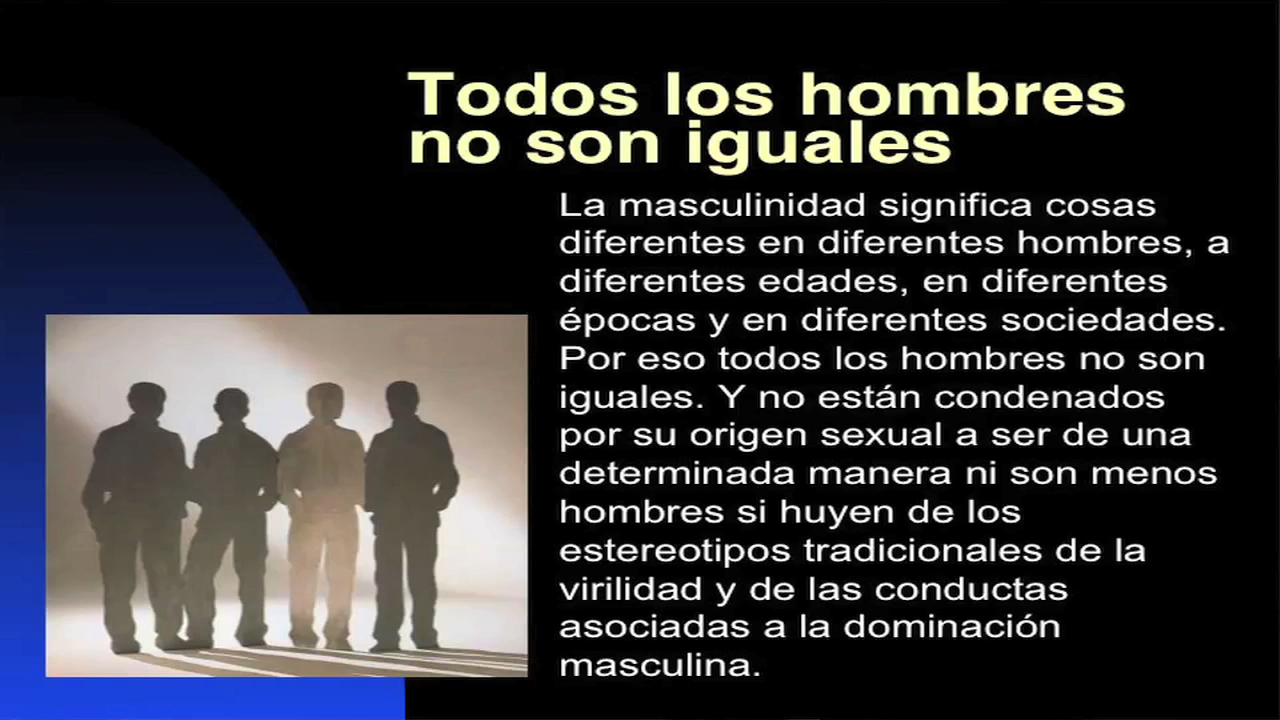 Todos los hombres
no son iguales
La masculinidad significa cosas
diferentes en diferentes hombres, a
diferentes edades, en diferentes
épocas y en diferentes sociedades.
Por eso todos los hombres no son
iguales. Y no están condenados
por su origen sexual a ser de una
determinada manera ni son menos
hombres si huyen de los
estereotipos tradicionales de la
virilidad y de las conductas
asociadas a la dominación
masculina.